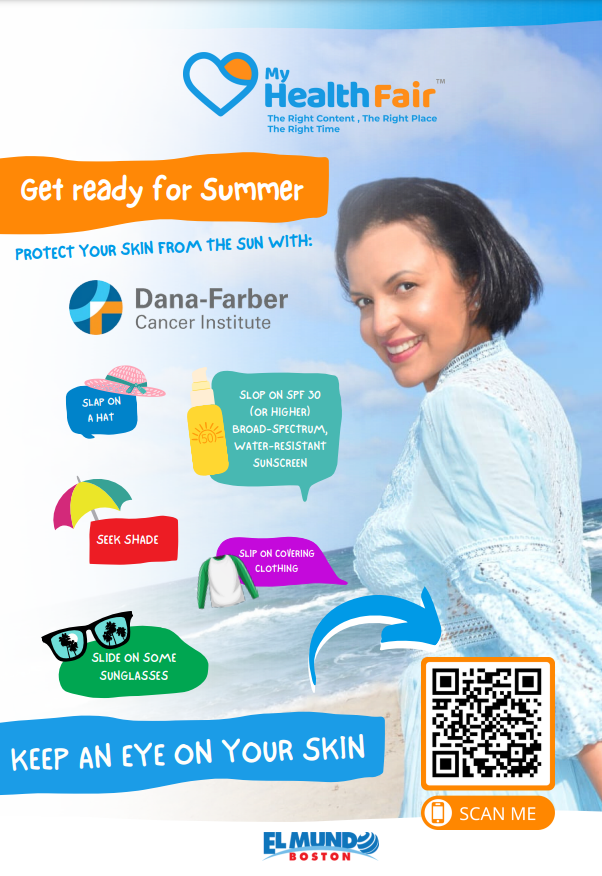 My
Health Fair™
The Right Content , The Right Place
The Right Time
Get ready for Summer
PROTECT YOUR SKIN FROM THE SUN WITH:
Dana-Farber
Cancer Institute
SLAP ON
A HAT
50
SLOP ON SPF 30
(OR HIGHER)
BROAD-SPECTRUM,
WATER-RESISTANT
SUNSCREEN
SEEK SHADE
SLIP ON COVERING
CLOTHING
SLIDE ON SOME
SUNGLASSES
KEEP AN EYE ON YOUR SKIN
SCAN ME
EL MUNDO
BOSTON